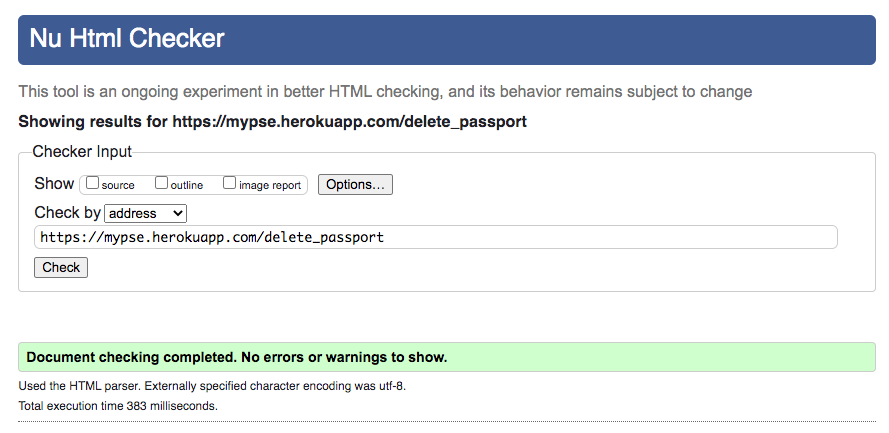 Nu Html Checker
This tool is an ongoing experiment in better HTML checking, and its behavior remains subject to change
Showing results for https://mypse.herokuapp.com/delete_passport
Checker Input
Show source outline image report Options...
Check by address
https://mypse.herokuapp.com/delete_passport
Check
Document checking completed. No errors or warnings to show.
Used the HTML parser. Externally specified character encoding was utf-8.
Total execution time 383 milliseconds.